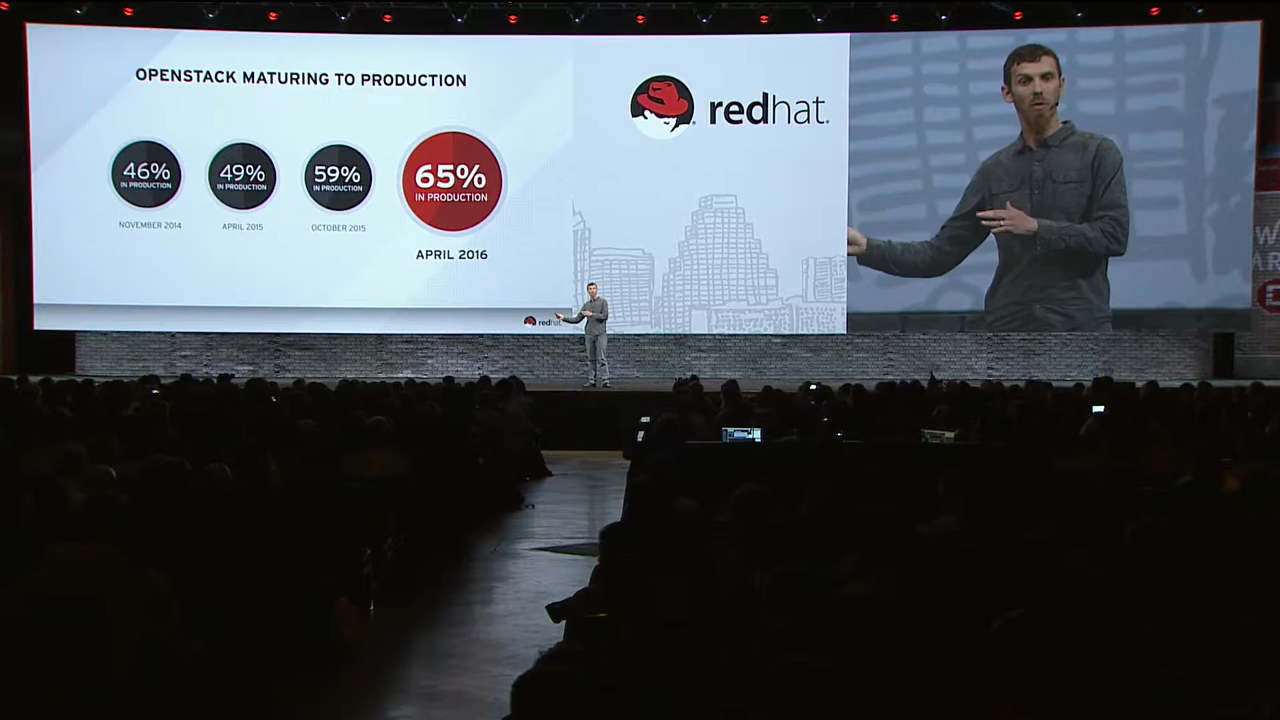 OPENSTACK MATURING TO PRODUCTION
46%
IN PRODUCTION
NOVEMBER 2014
49%
IN PRODUCTION
APRIL 2015
59%
IN PRODUCTION
OCTOBER 2015
65%
IN PRODUCTION
APRIL 2016
redhat.
redhat